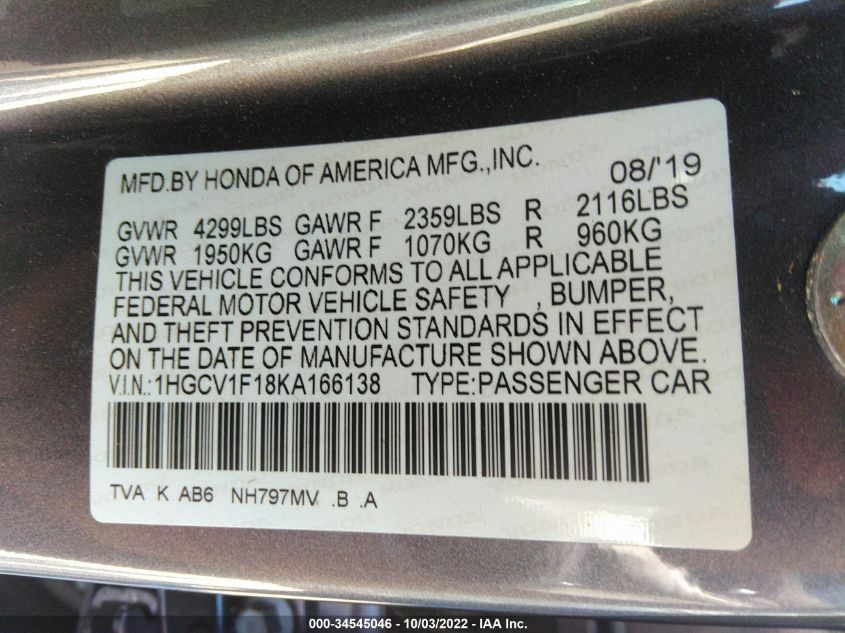 MFD.BY HONDA OF AMERICA MFG.,INC. 08/'19
GVWR 4299LBS GAWR F 2359LBS R 2116LBS
GVWR 1950KG GAWR F 1070KG R 960KG
THIS VEHICLE CONFORMS TO ALL APPLICABLE
FEDERAL MOTOR VEHICLE SAFETY , BUMPER,
AND THEFT PREVENTION STANDARDS IN EFFECT
ON THE DATE OF MANUFACTURE SHOWN ABOVE.
V.I.N.:1HGCV1F18KA166138 TYPE:PASSENGER CAR
TVA K AB6 NH797MV .B .A
000-34545046 - 10/03/2022 - IAA Inc.